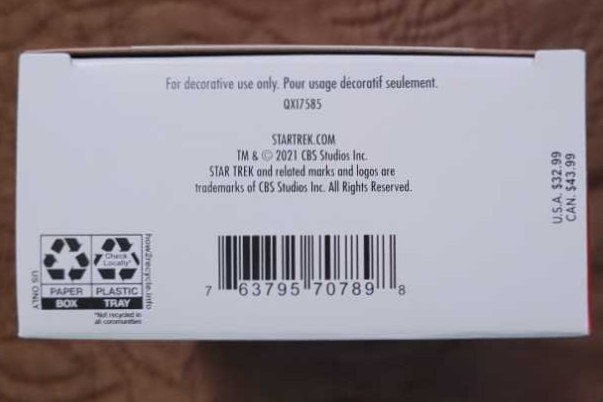 For decorative use only. Pour usage décoratif seulement.
QXI7585
STARTREK.COM
TM & © 2021 CBS Studios Inc.
STAR TREK and related marks and logos are
trademarks of CBS Studios Inc. All Rights Reserved.
U.S.A. $32.99
CAN. $43.99
US ONLY
PAPER
BOX
Check
Locally*
PLASTIC
TRAY
*Not recycled in
all communities
how2recycle.info
7 63795 70789 8